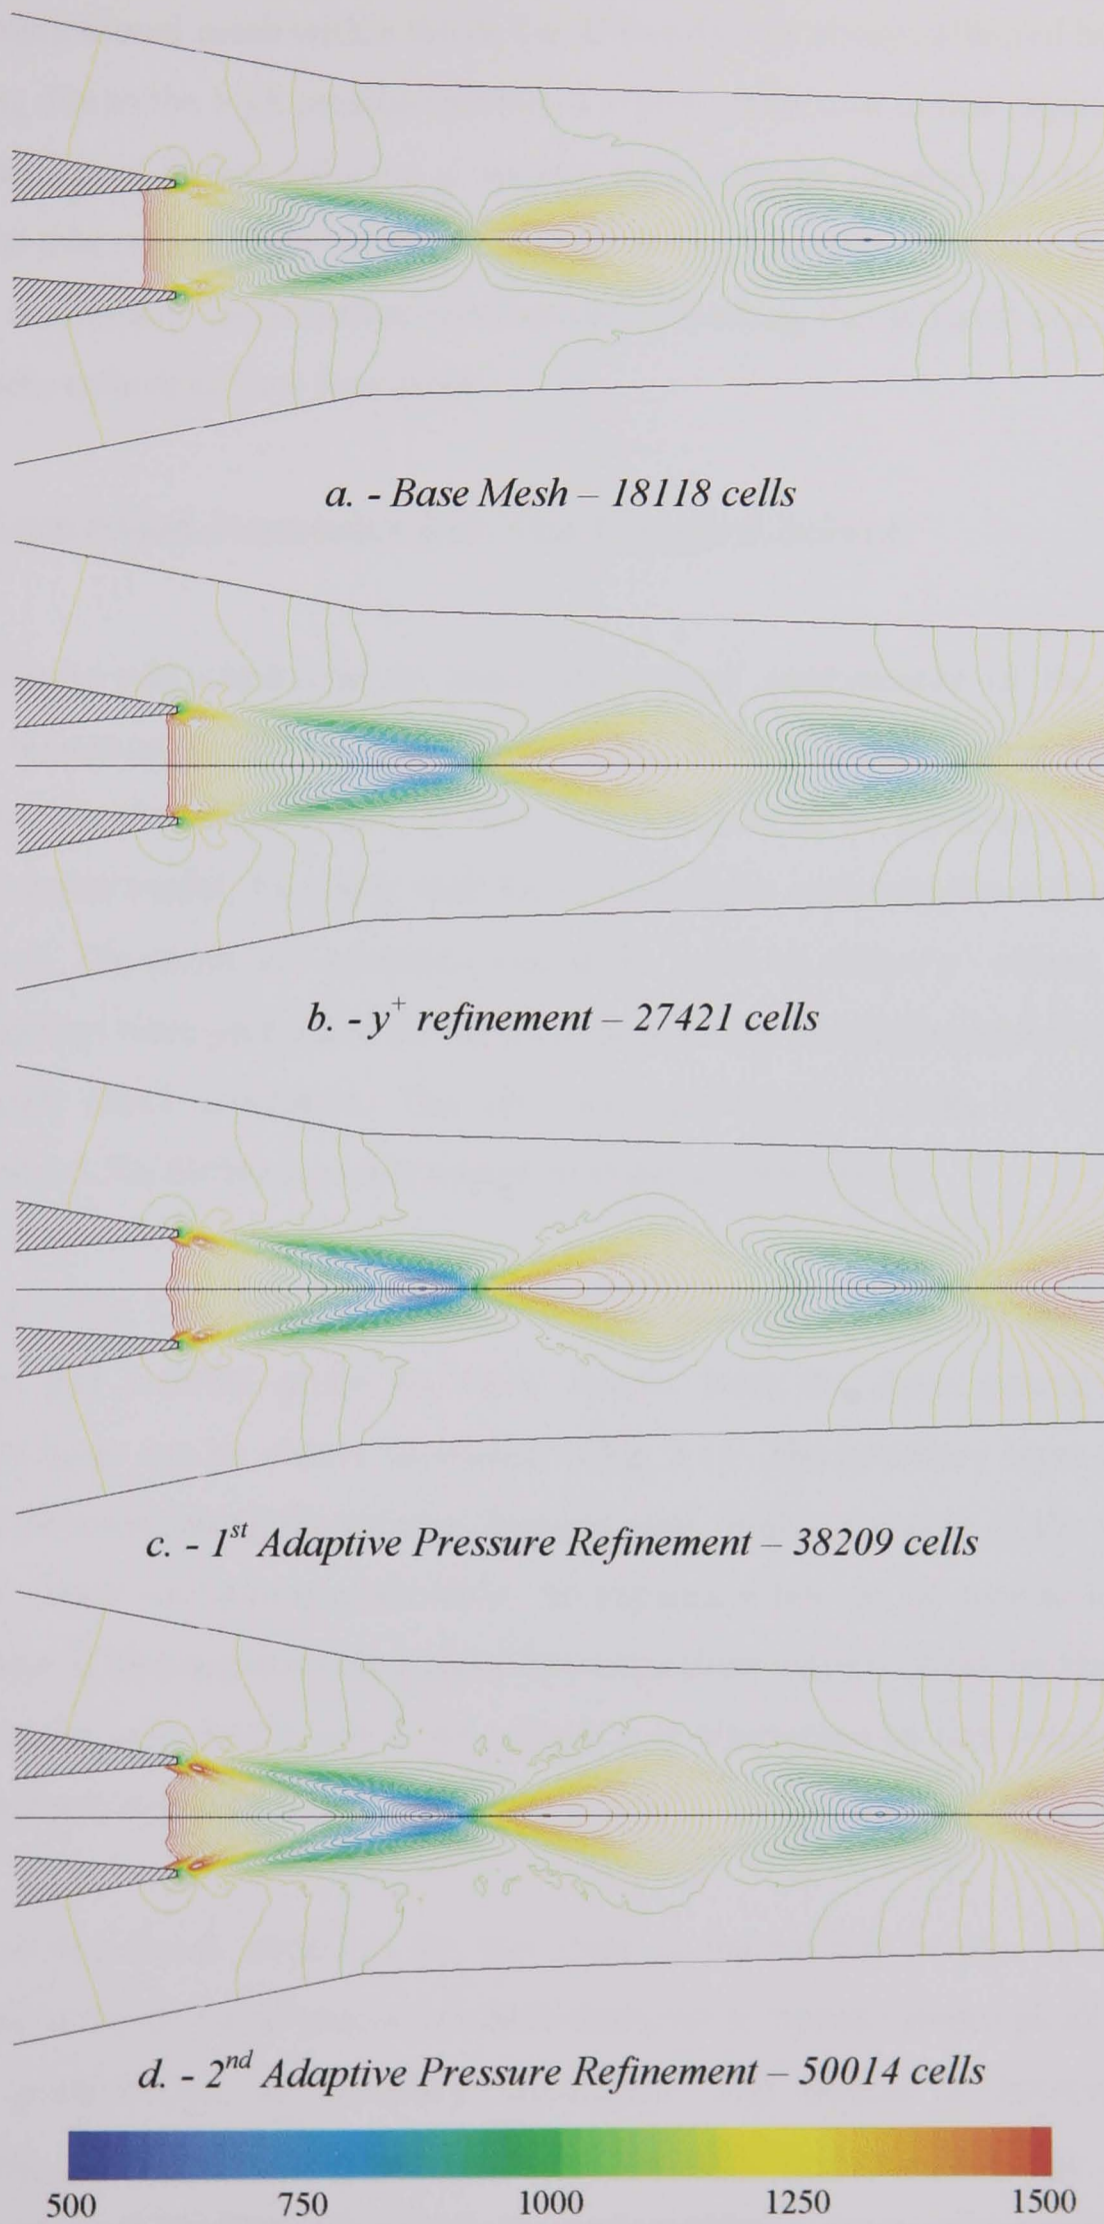 a. - Base Mesh – 18118 cells
b. - y⁺ refinement – 27421 cells
c. - 1ˢᵗ Adaptive Pressure Refinement – 38209 cells
d. - 2ⁿᵈ Adaptive Pressure Refinement – 50014 cells
500 750 1000 1250 1500